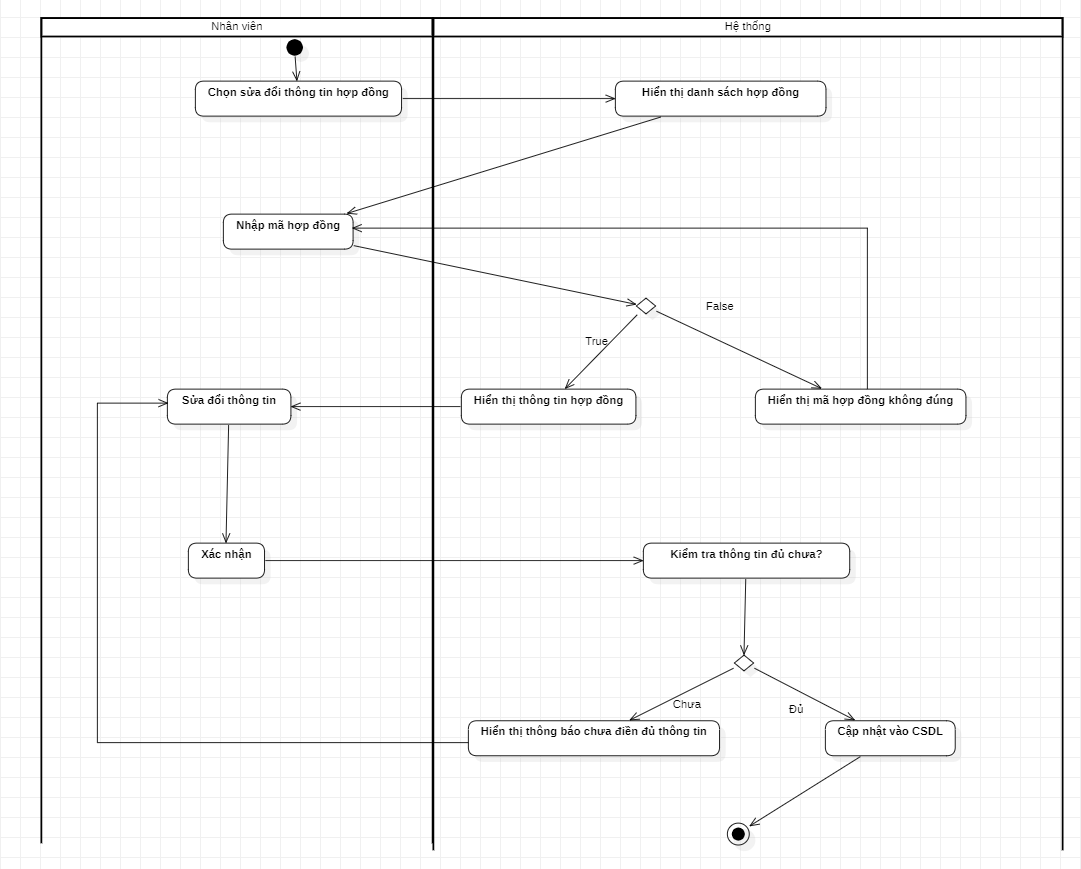 Nhân viên
Hệ thống
Chọn sửa đổi thông tin hợp đồng
Hiển thị danh sách hợp đồng
Nhập mã hợp đồng
False
True
Sửa đổi thông tin
Hiển thị thông tin hợp đồng
Hiển thị mã hợp đồng không đúng
Xác nhận
Kiểm tra thông tin đủ chưa?
Chưa
Đủ
Hiển thị thông báo chưa điền đủ thông tin
Cập nhật vào CSDL